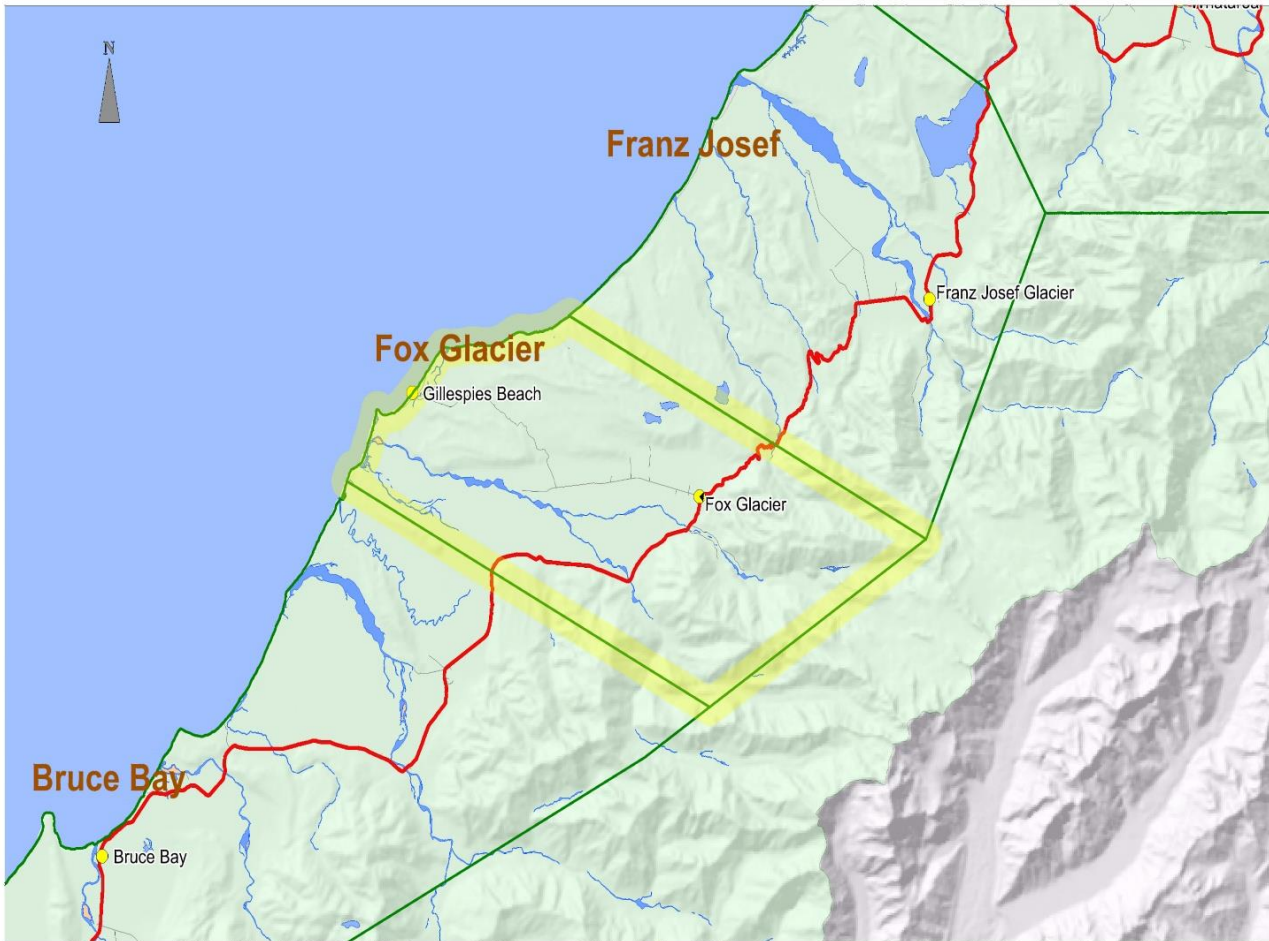 N
Franz Josef
Franz Josef Glacier
Fox Glacier
Gillespies Beach
Fox Glacier
Bruce Bay
Bruce Bay